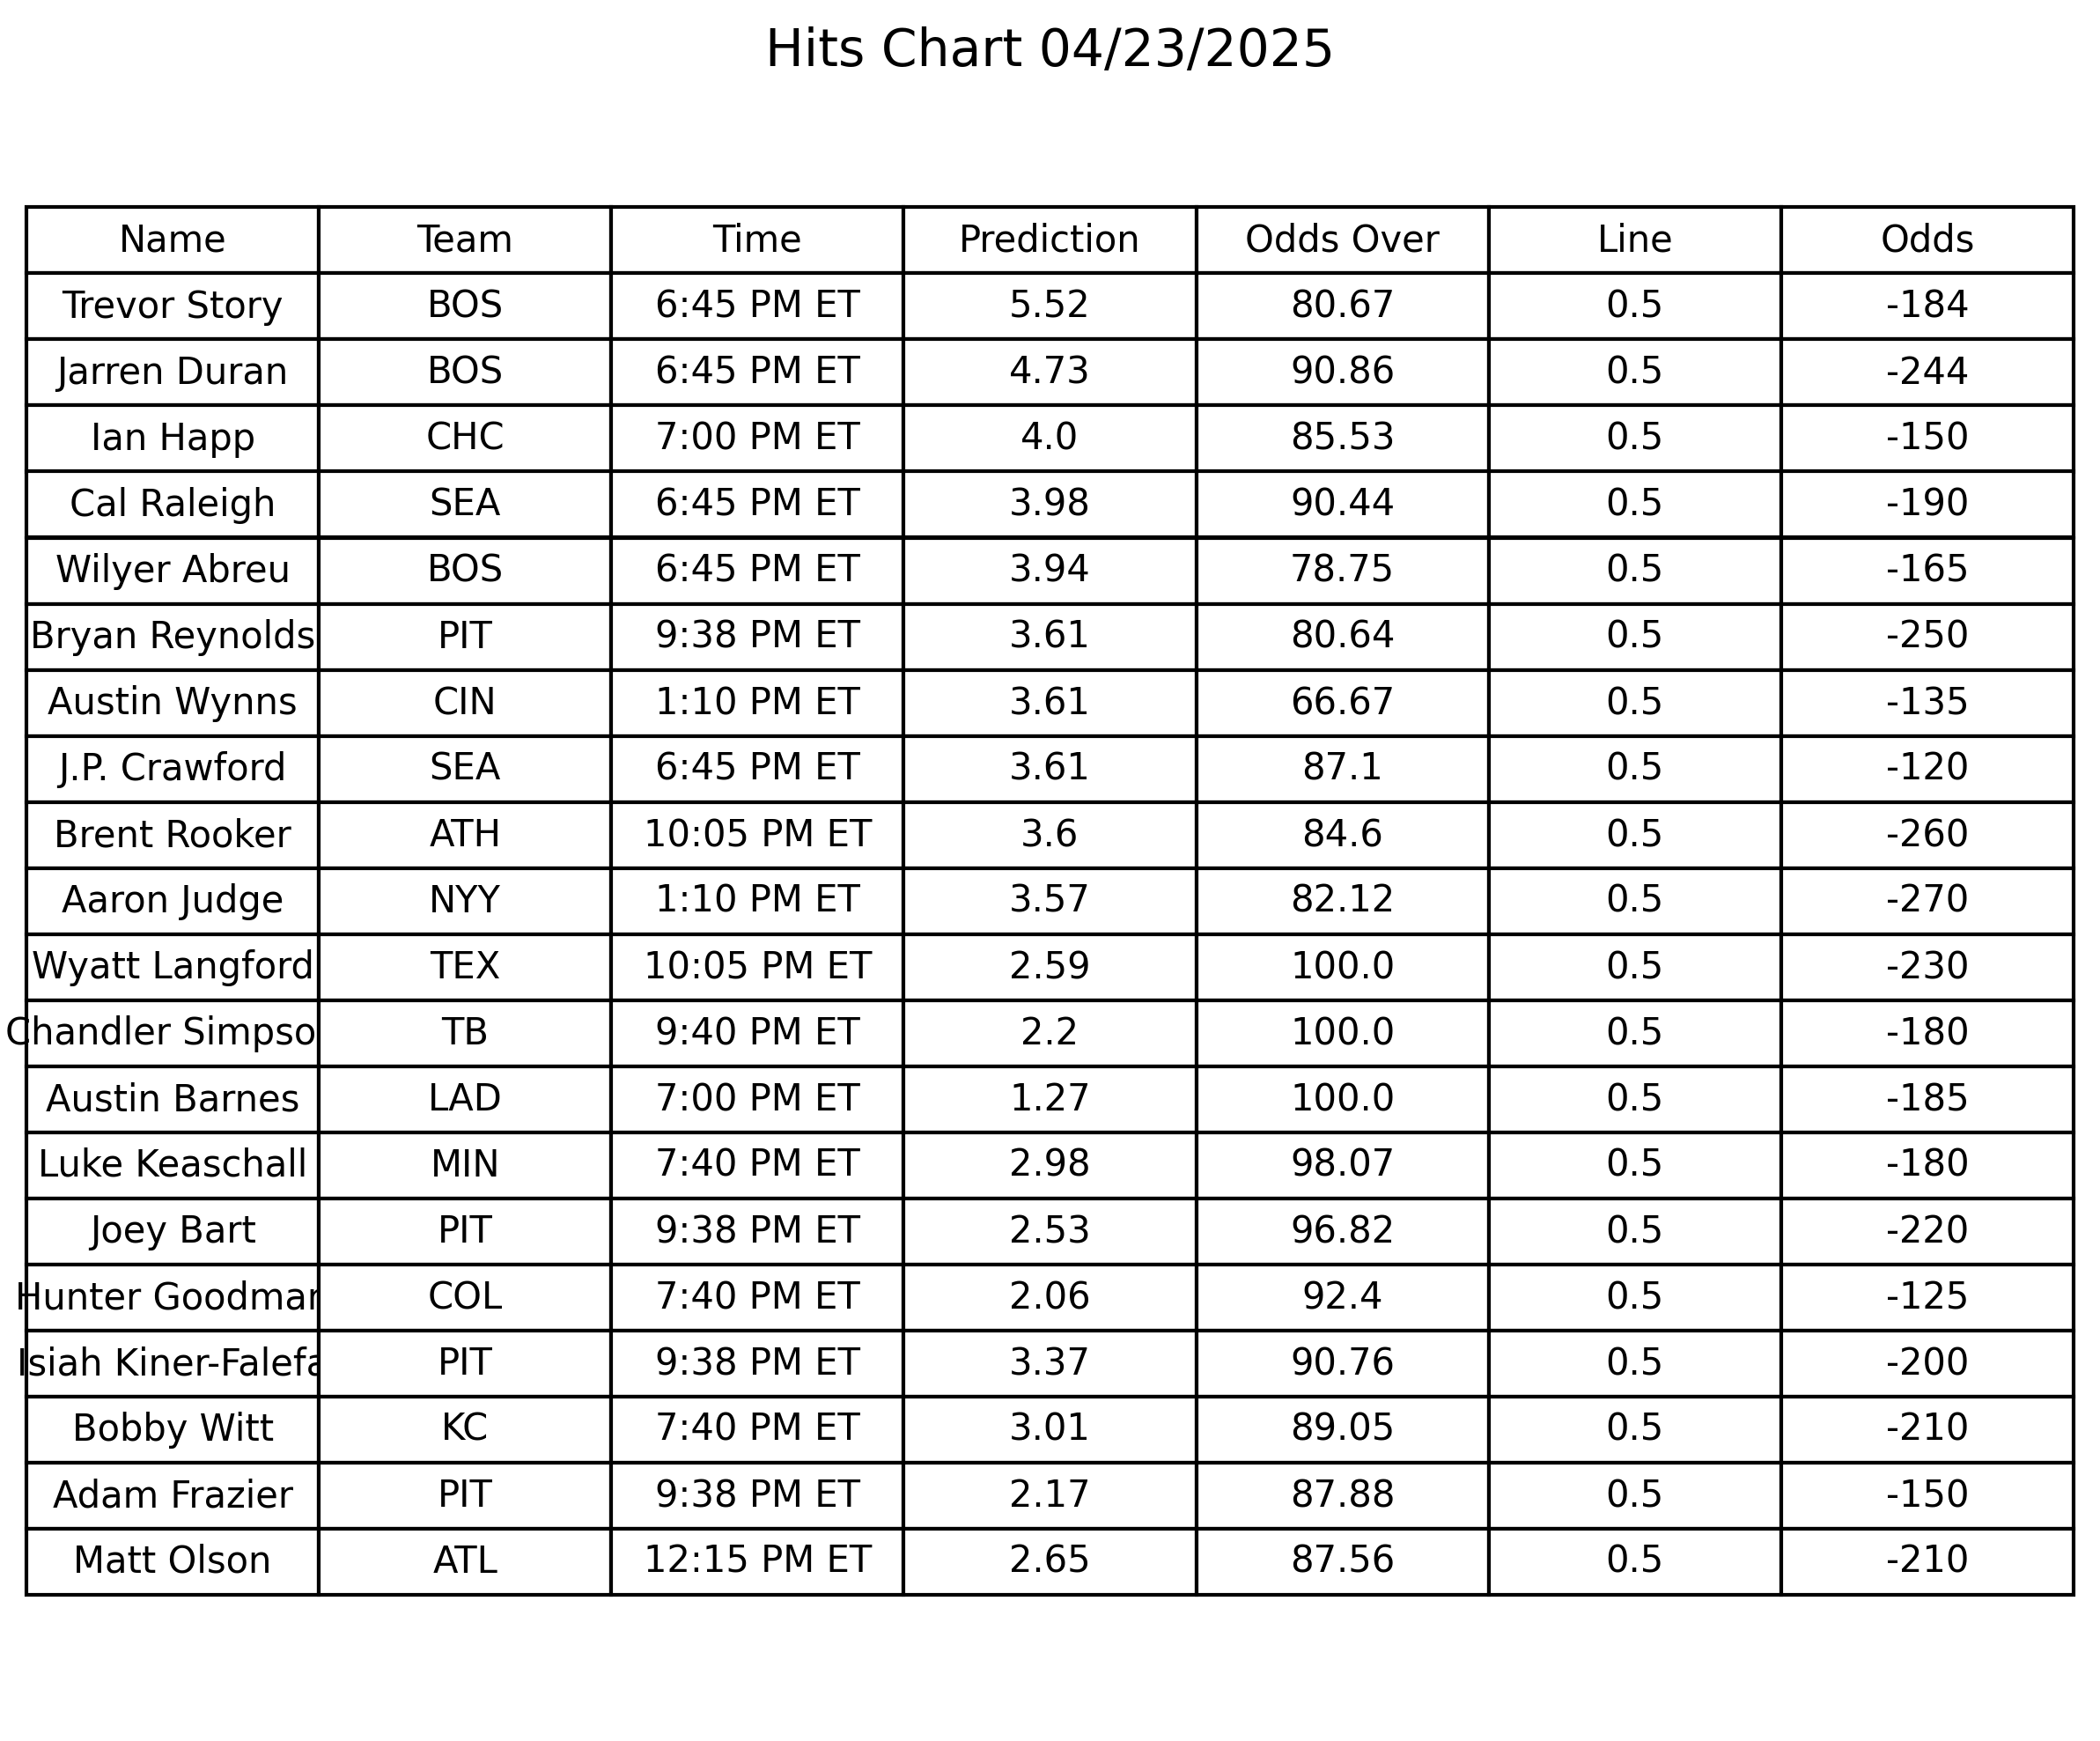 Hits Chart 04/23/2025
Name Team Time Prediction Odds Over Line Odds
Trevor Story BOS 6:45 PM ET 5.52 80.67 0.5 -184
Jarren Duran BOS 6:45 PM ET 4.73 90.86 0.5 -244
Ian Happ CHC 7:00 PM ET 4.0 85.53 0.5 -150
Cal Raleigh SEA 6:45 PM ET 3.98 90.44 0.5 -190
Wilyer Abreu BOS 6:45 PM ET 3.94 78.75 0.5 -165
Bryan Reynolds PIT 9:38 PM ET 3.61 80.64 0.5 -250
Austin Wynns CIN 1:10 PM ET 3.61 66.67 0.5 -135
J.P. Crawford SEA 6:45 PM ET 3.61 87.1 0.5 -120
Brent Rooker ATH 10:05 PM ET 3.6 84.6 0.5 -260
Aaron Judge NYY 1:10 PM ET 3.57 82.12 0.5 -270
Wyatt Langford TEX 10:05 PM ET 2.59 100.0 0.5 -230
Chandler Simpso TB 9:40 PM ET 2.2 100.0 0.5 -180
Austin Barnes LAD 7:00 PM ET 1.27 100.0 0.5 -185
Luke Keaschall MIN 7:40 PM ET 2.98 98.07 0.5 -180
Joey Bart PIT 9:38 PM ET 2.53 96.82 0.5 -220
Hunter Goodman COL 7:40 PM ET 2.06 92.4 0.5 -125
Isiah Kiner-Falefa PIT 9:38 PM ET 3.37 90.76 0.5 -200
Bobby Witt KC 7:40 PM ET 3.01 89.05 0.5 -210
Adam Frazier PIT 9:38 PM ET 2.17 87.88 0.5 -150
Matt Olson ATL 12:15 PM ET 2.65 87.56 0.5 -210